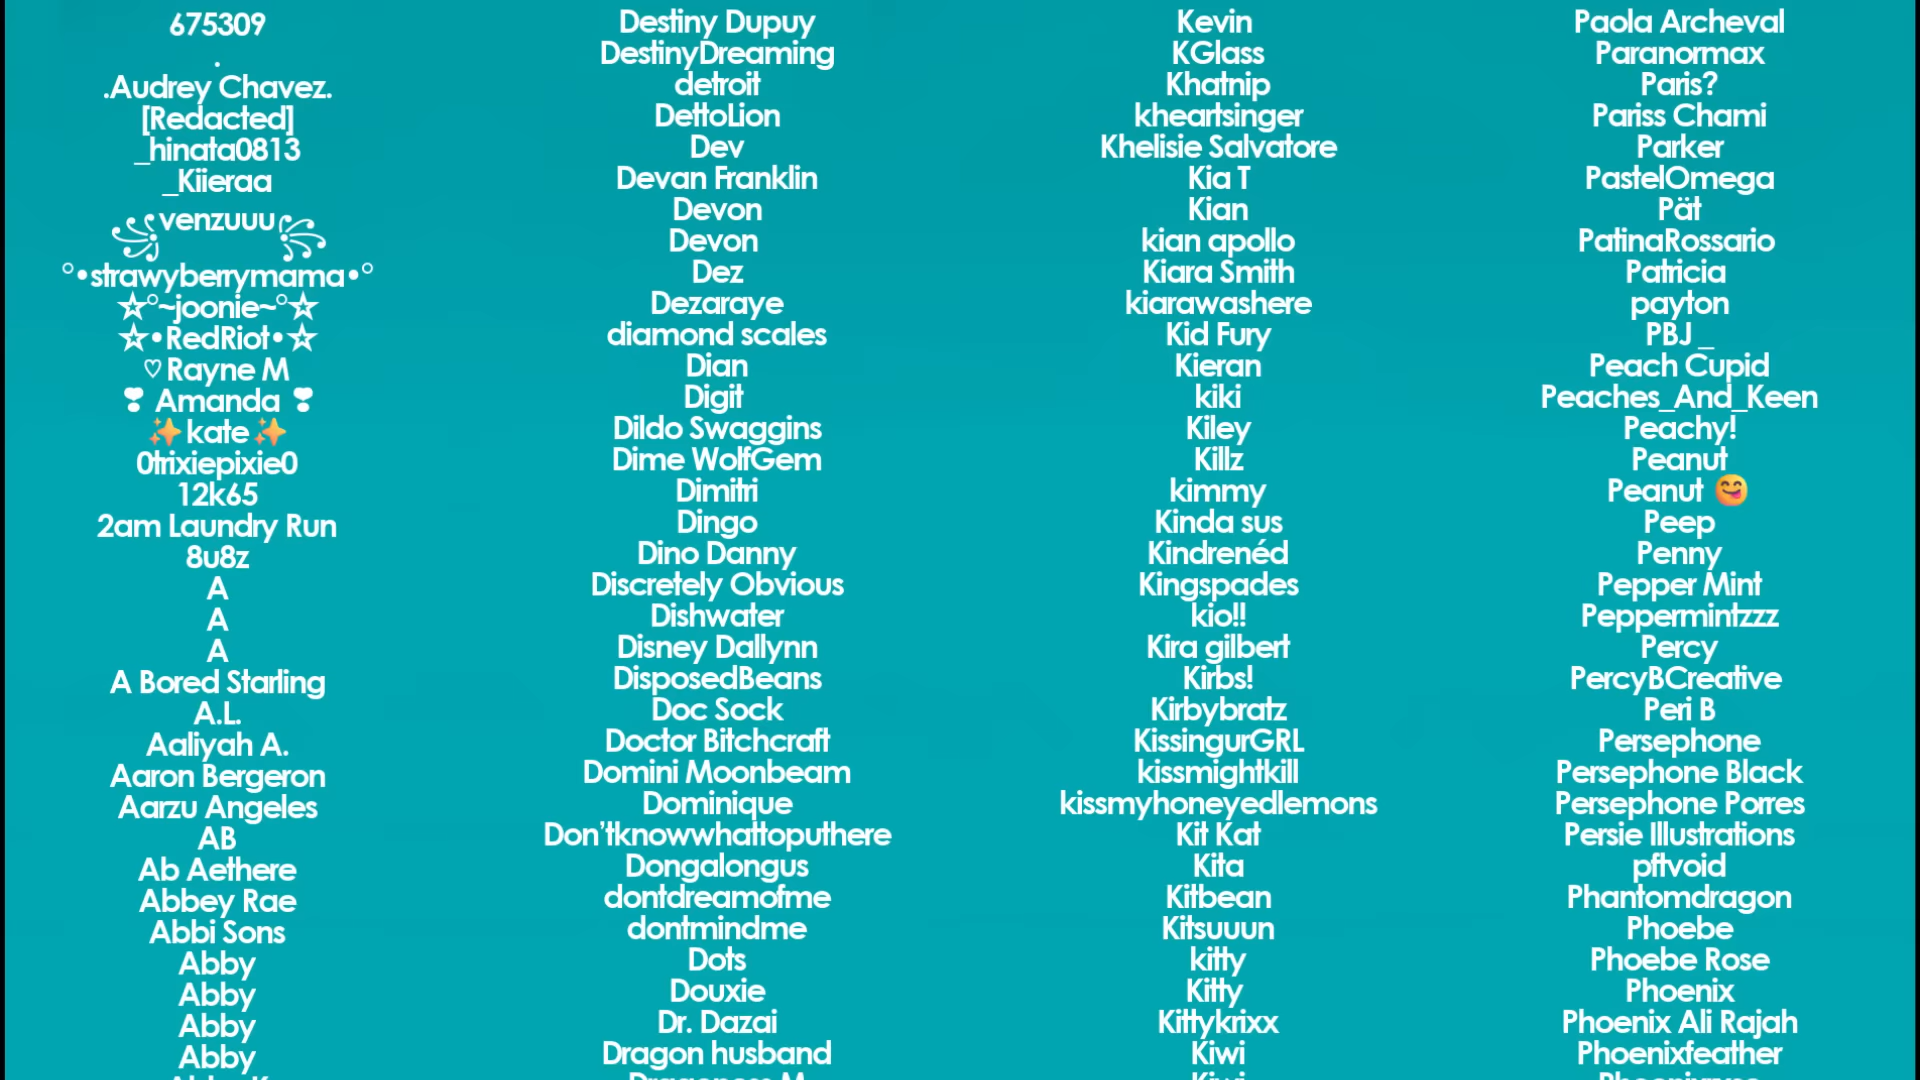 675309
.
.Audrey Chavez.
[Redacted]
_hinata0813
_Kiieraa
꧁venzuuu꧂
°•strawyberrymama•°
☆°~joonie~°☆
☆•RedRiot•☆
♡ Rayne M
❣ Amanda ❣
✨kate✨
0trixiepixie0
12k65
2am Laundry Run
8u8z
A
A
A
A Bored Starling
A.L.
Aaliyah A.
Aaron Bergeron
Aarzu Angeles
AB
Ab Aethere
Abbey Rae
Abbi Sons
Abby
Abby
Abby
Abby
Destiny Dupuy
DestinyDreaming
detroit
DettoLion
Dev
Devan Franklin
Devon
Devon
Dez
Dezaraye
diamond scales
Dian
Digit
Dildo Swaggins
Dime WolfGem
Dimitri
Dingo
Dino Danny
Discretely Obvious
Dishwater
Disney Dallynn
DisposedBeans
Doc Sock
Doctor Bitchcraft
Domini Moonbeam
Dominique
Don'tknowwhattoputhere
Dongalongus
dontdreamofme
dontmindme
Dots
Douxie
Dr. Dazai
Dragon husband
Kevin
KGlass
Khatnip
kheartsinger
Khelisie Salvatore
Kia T
Kian
kian apollo
Kiara Smith
kiarawashere
Kid Fury
Kieran
kiki
Kiley
Killz
kimmy
Kinda sus
Kindrenéd
Kingspades
kio!!
Kira gilbert
Kirbs!
Kirbybratz
KissingurGRL
kissmightkill
kissmyhoneyedlemons
Kit Kat
Kita
Kitbean
Kitsuuun
kitty
Kitty
Kittykrixx
Kiwi
Kiwi
Paola Archeval
Paranormax
Paris?
Pariss Chami
Parker
PastelOmega
Pät
PatinaRossario
Patricia
payton
PBJ _
Peach Cupid
Peaches_And_Keen
Peachy!
Peanut
Peanut 😋
Peep
Penny
Pepper Mint
Peppermintzzz
Percy
PercyBCreative
Peri B
Persephone
Persephone Black
Persephone Porres
Persie Illustrations
pftvoid
Phantomdragon
Phoebe
Phoebe Rose
Phoenix
Phoenix Ali Rajah
Phoenixfeather